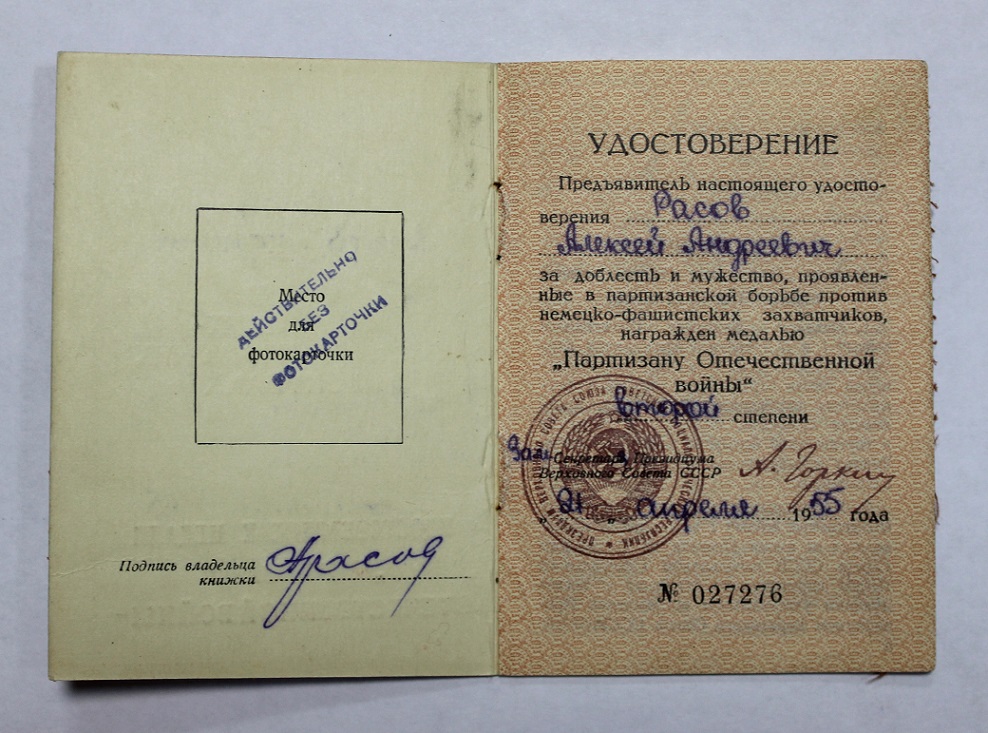 Место
для
фотокарточки
ДЕЙСТВИТЕЛЬНО
БЕЗ
ФОТОКАРТОЧКИ
Подпись владельца
книжки
УДОСТОВЕРЕНИЕ
Предъявитель настоящего удосто-
верения Расов
Алексей Андреевич
за доблесть и мужество, проявлен-
ные в партизанской борьбе против
немецко-фашистских захватчиков,
награжден медалью
„Партизану Отечественной
войны“
второй степени
Зам. Секретарь Президиума
Верховного Совета СССР А. Горкин
„21“ апреля 1955 года
№ 027276